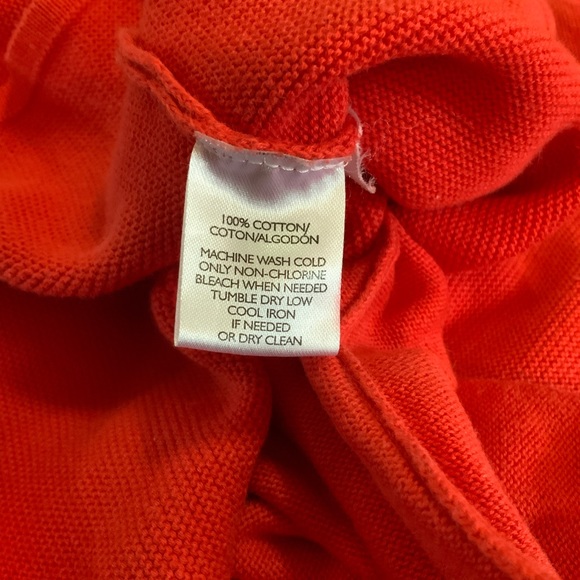 100% COTTON/
COTON/ALGODÓN
MACHINE WASH COLD
ONLY NON-CHLORINE
BLEACH WHEN NEEDED
TUMBLE DRY LOW
COOL IRON
IF NEEDED
OR DRY CLEAN